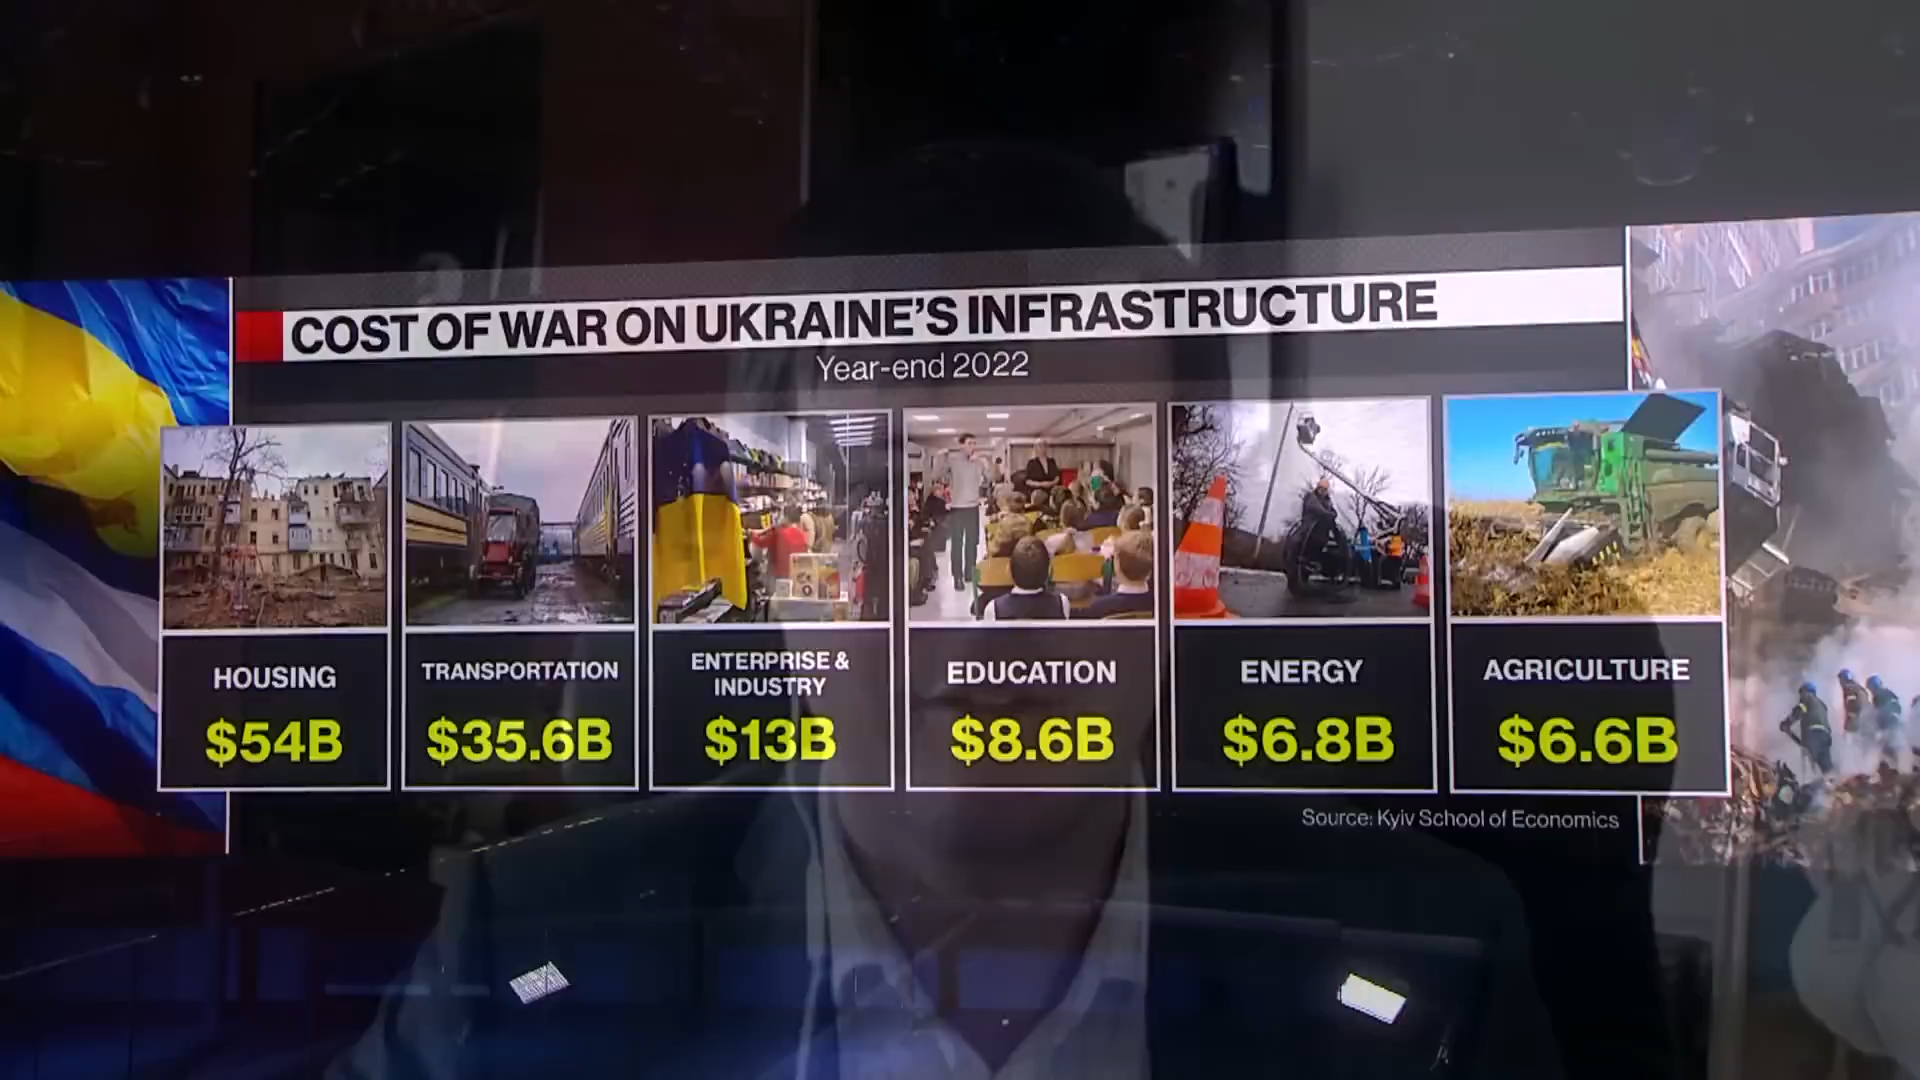 COST OF WAR ON UKRAINE'S INFRASTRUCTURE
Year-end 2022
HOUSING
$54B
TRANSPORTATION
$35.6B
ENTERPRISE &
INDUSTRY
$13B
EDUCATION
$8.6B
ENERGY
$6.8B
AGRICULTURE
$6.6B
Source: Kyiv School of Economics